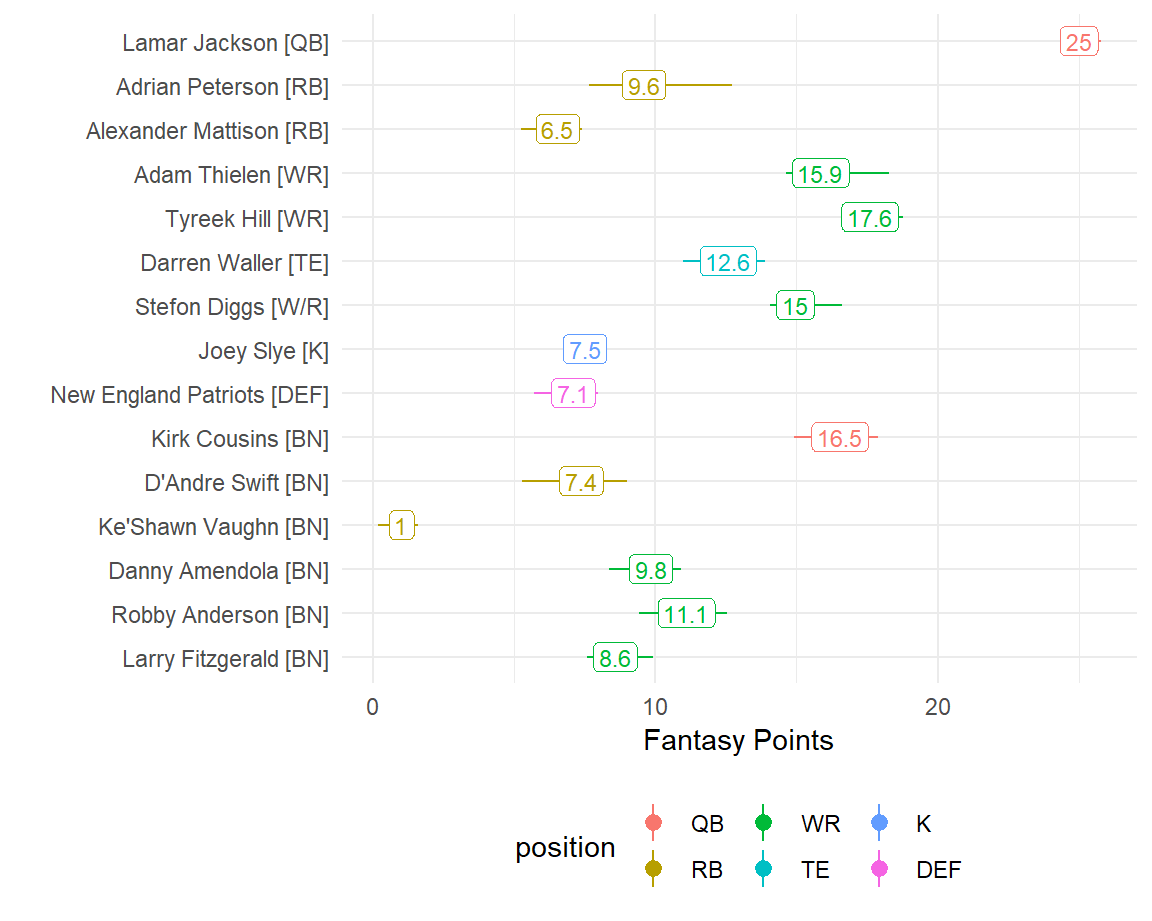 Lamar Jackson [QB] 25
Adrian Peterson [RB] 9.6
Alexander Mattison [RB] 6.5
Adam Thielen [WR] 15.9
Tyreek Hill [WR] 17.6
Darren Waller [TE] 12.6
Stefon Diggs [W/R] 15
Joey Slye [K] 7.5
New England Patriots [DEF] 7.1
Kirk Cousins [BN] 16.5
D'Andre Swift [BN] 7.4
Ke'Shawn Vaughn [BN] 1
Danny Amendola [BN] 9.8
Robby Anderson [BN] 11.1
Larry Fitzgerald [BN] 8.6
0 10 20
Fantasy Points
position
QB WR K
RB TE DEF